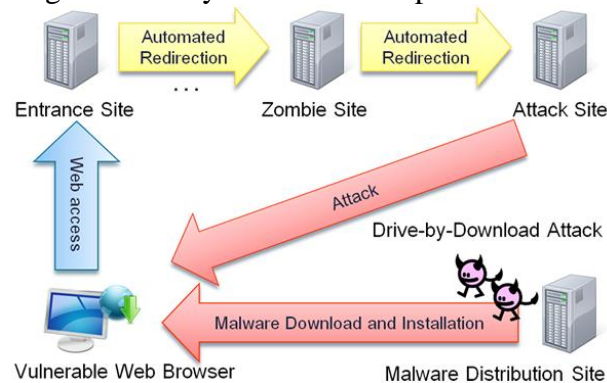 Automated
Redirection
Automated
Redirection
...
Entrance Site
Zombie Site
Attack Site
Web access
Attack
Drive-by-Download Attack
Malware Download and Installation
Vulnerable Web Browser
Malware Distribution Site